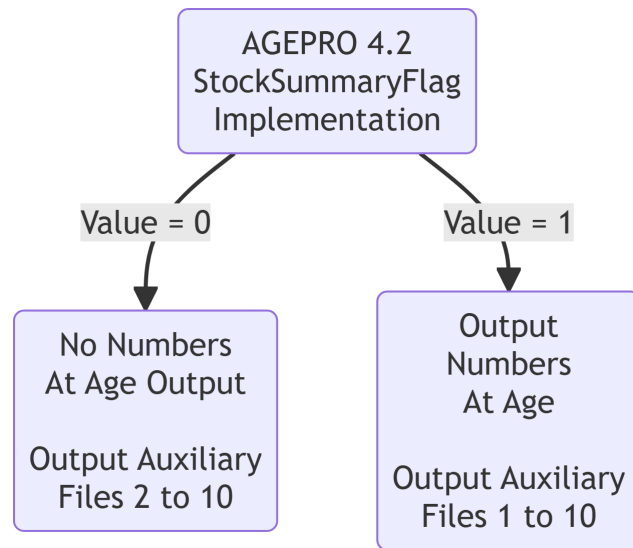 AGEPRO 4.2
StockSummaryFlag
Implementation
Value = 0
Value = 1
No Numbers
At Age Output
Output Auxiliary
Files 2 to 10
Output
Numbers
At Age
Output Auxiliary
Files 1 to 10